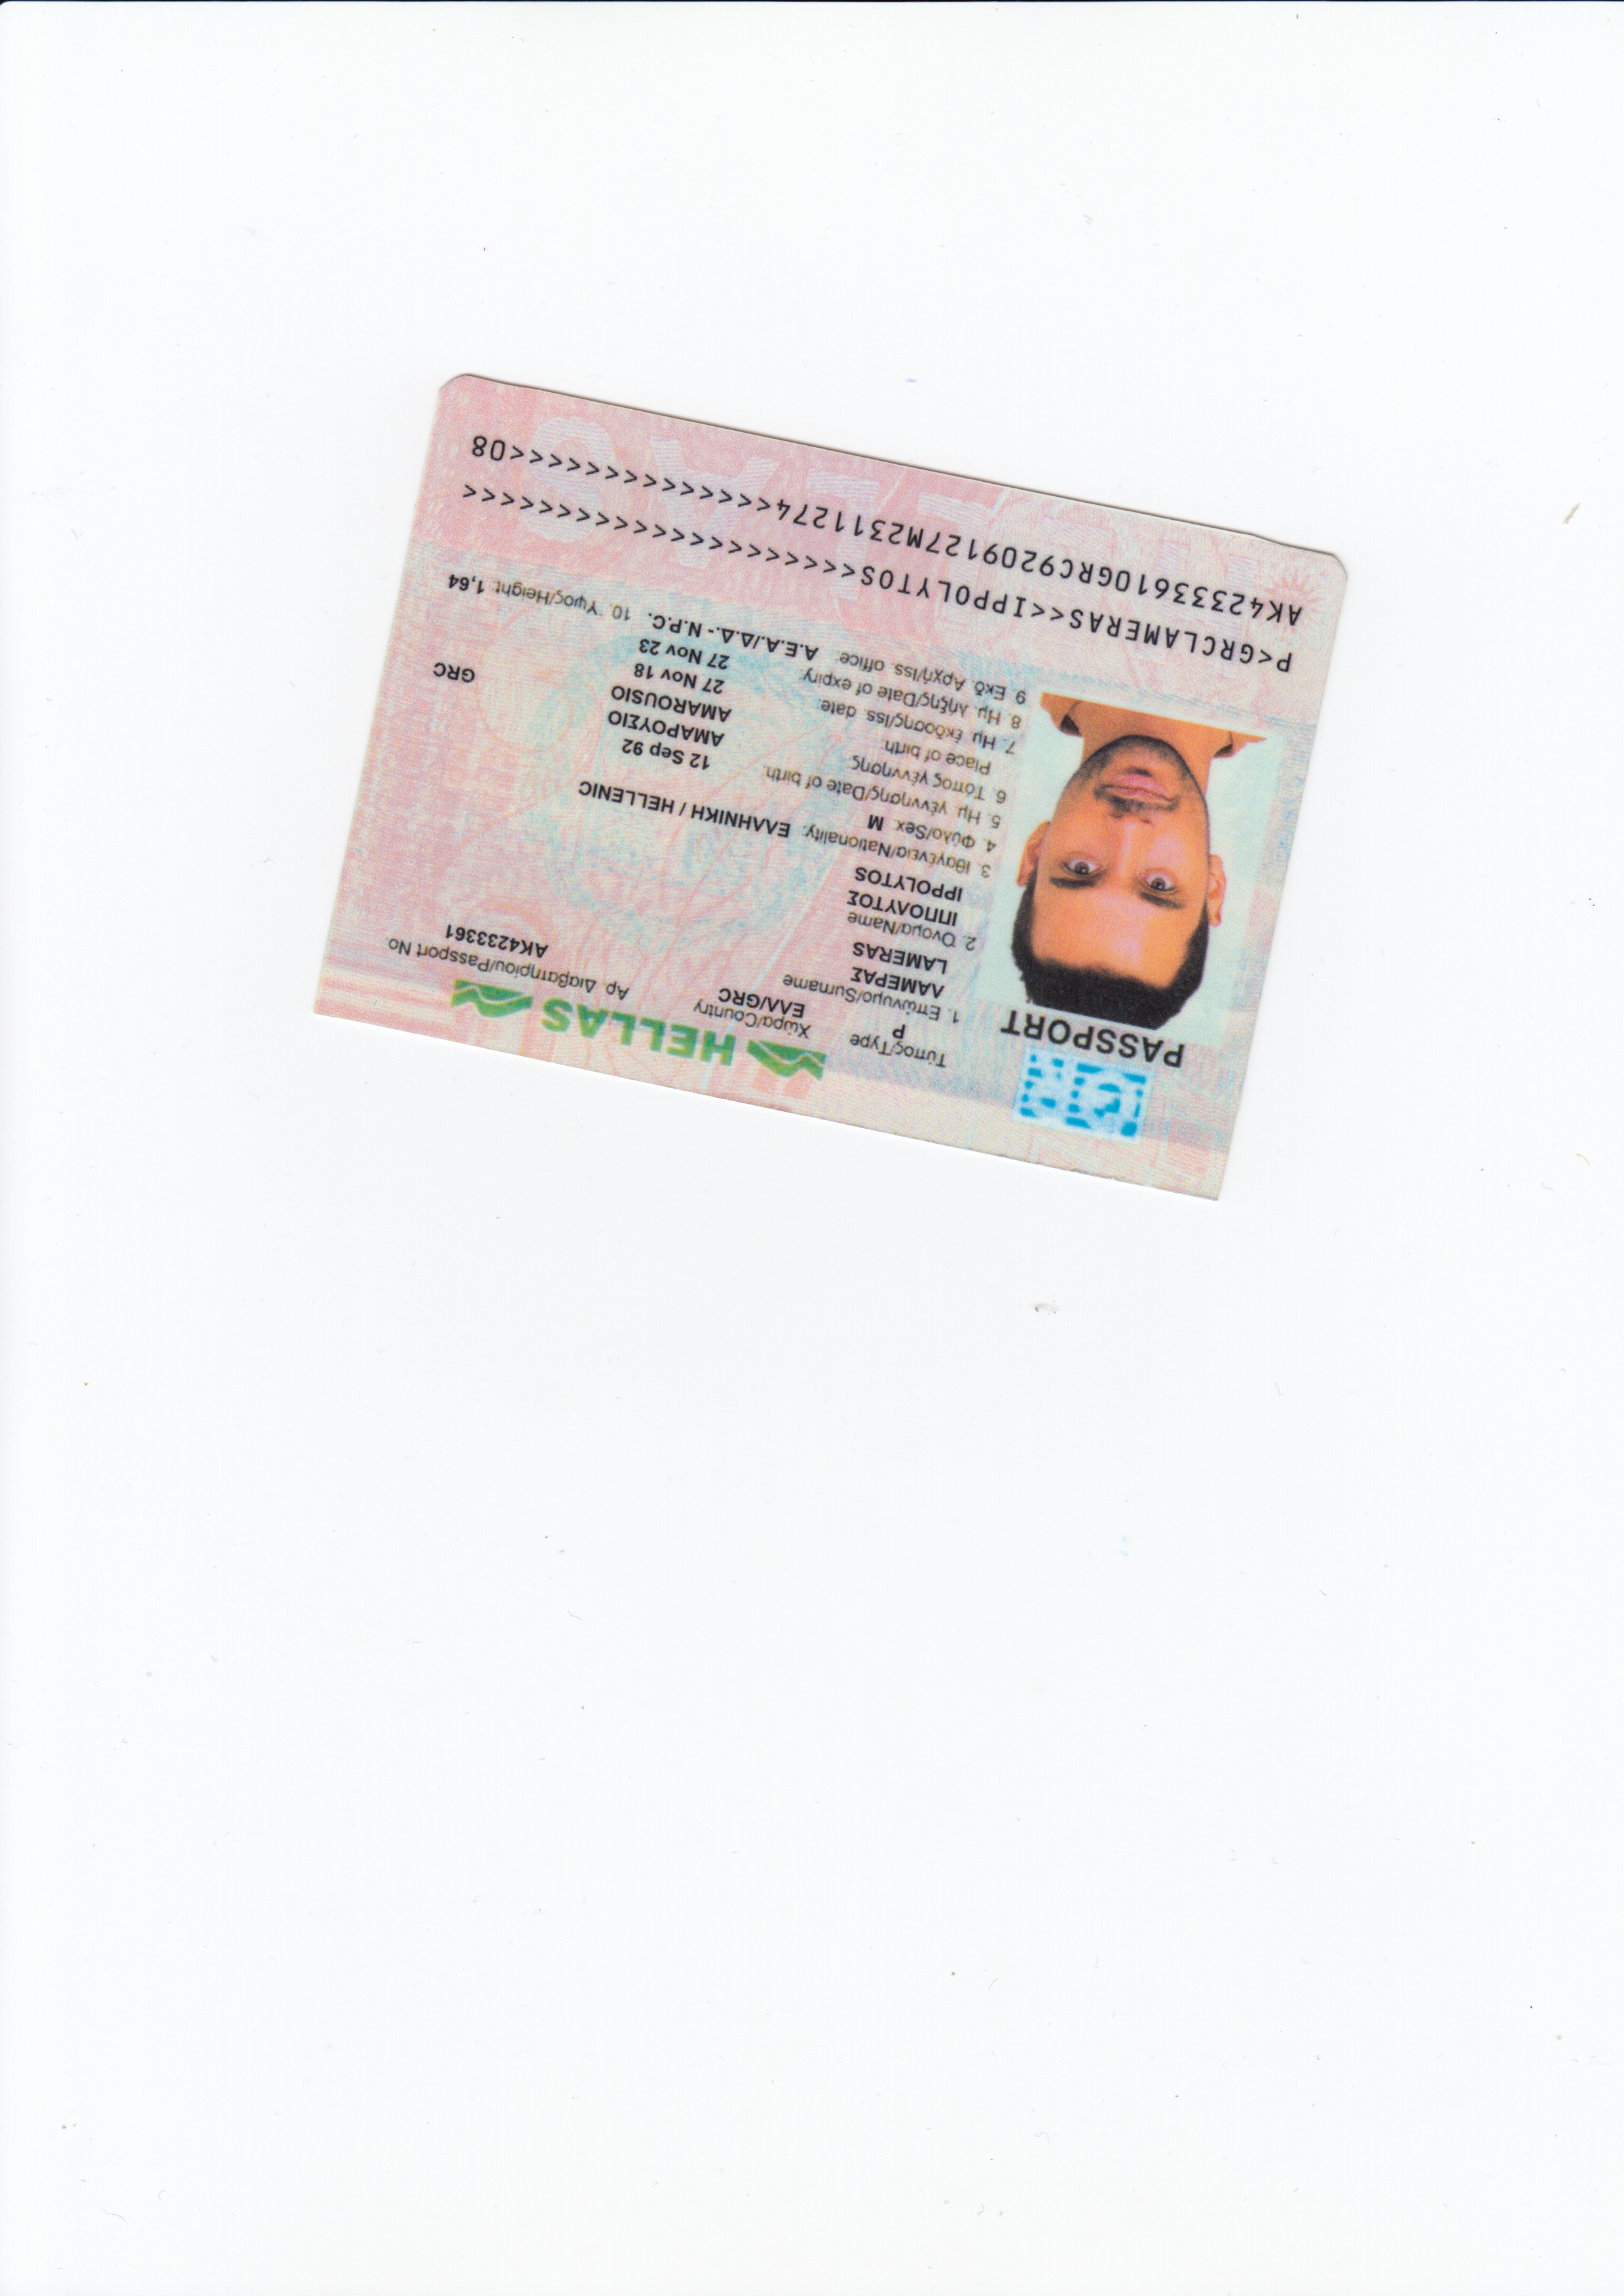 HELLAS
PASSPORT
Τύπος/Type
P
Χώρα/Country
ΕΛΛ/GRC
Αρ. Διαβατηρίου/Passport No
AK4233361
1. Επώνυμο/Surname
ΛΑΜΕΡΑΣ
LAMERAS
2. Όνομα/Name
ΙΠΠΟΛΥΤΟΣ
IPPOLYTOS
3. Ιθαγένεια/Nationality: ΕΛΛΗΝΙΚΗ / HELLENIC
4. Φύλο/Sex: M
5. Ημ. γέννησης/Date of birth: 12 Sep 92
6. Τόπος γέννησης ΑΜΑΡΟΥΣΙΟ
Place of birth: AMAROUSIO
GRC
7. Ημ έκδοσης/Iss. date: 27 Nov 18
8. Ημ. λήξης/Date of expiry: 27 Nov 23
9 Εκδ. Αρχή/Iss. office: Α.Ε.Α./Δ.Δ.- N.P.C. 10. Ύψος/Height: 1,64
P<GRCLAMERAS<<IPPOLYTOS<<<<<<<<<<<<<<<<<<<<<
AK42333610GRC9209127M2311274<<<<<<<<<<<<<<08